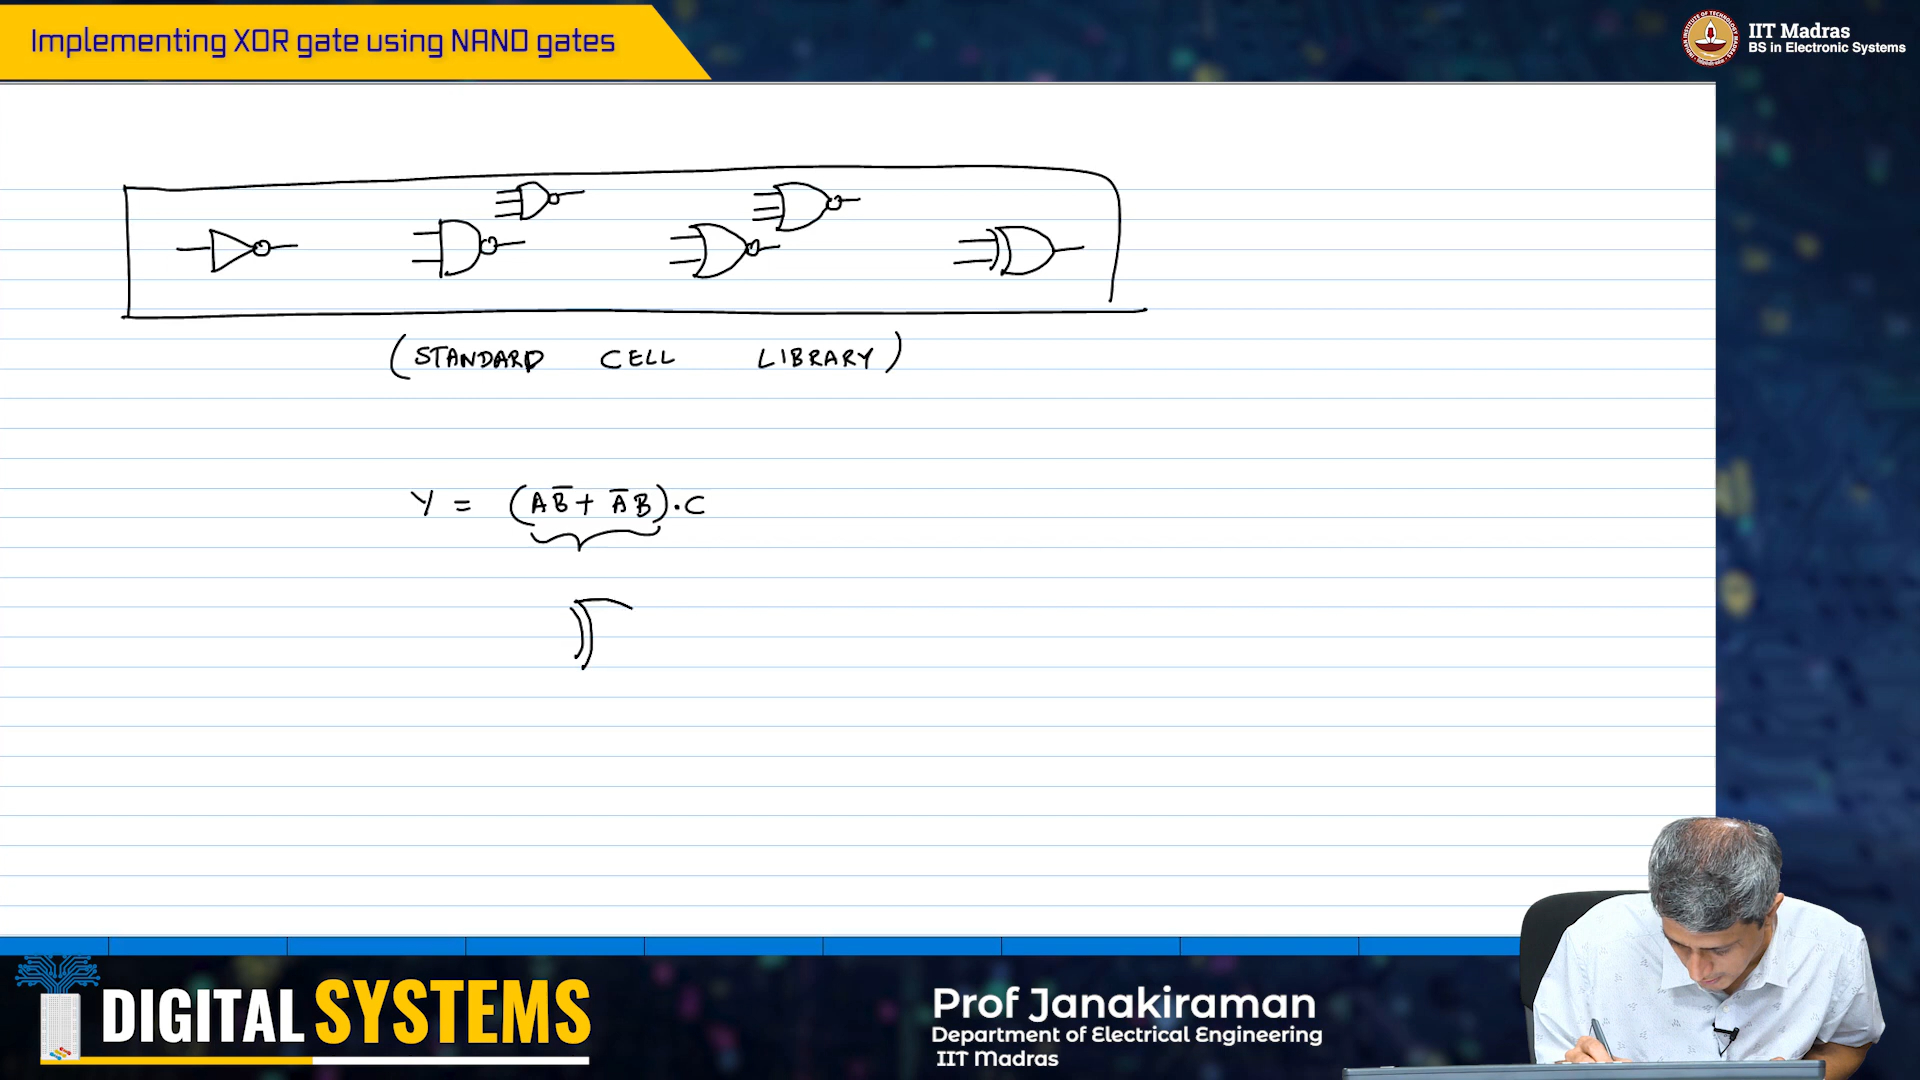 Implementing XOR gate using NAND gates
IIT Madras
BS in Electronic Systems
(STANDARD CELL LIBRARY)
Y = (AB̅ + A̅B).C
DIGITAL SYSTEMS
Prof Janakiraman
Department of Electrical Engineering
IIT Madras